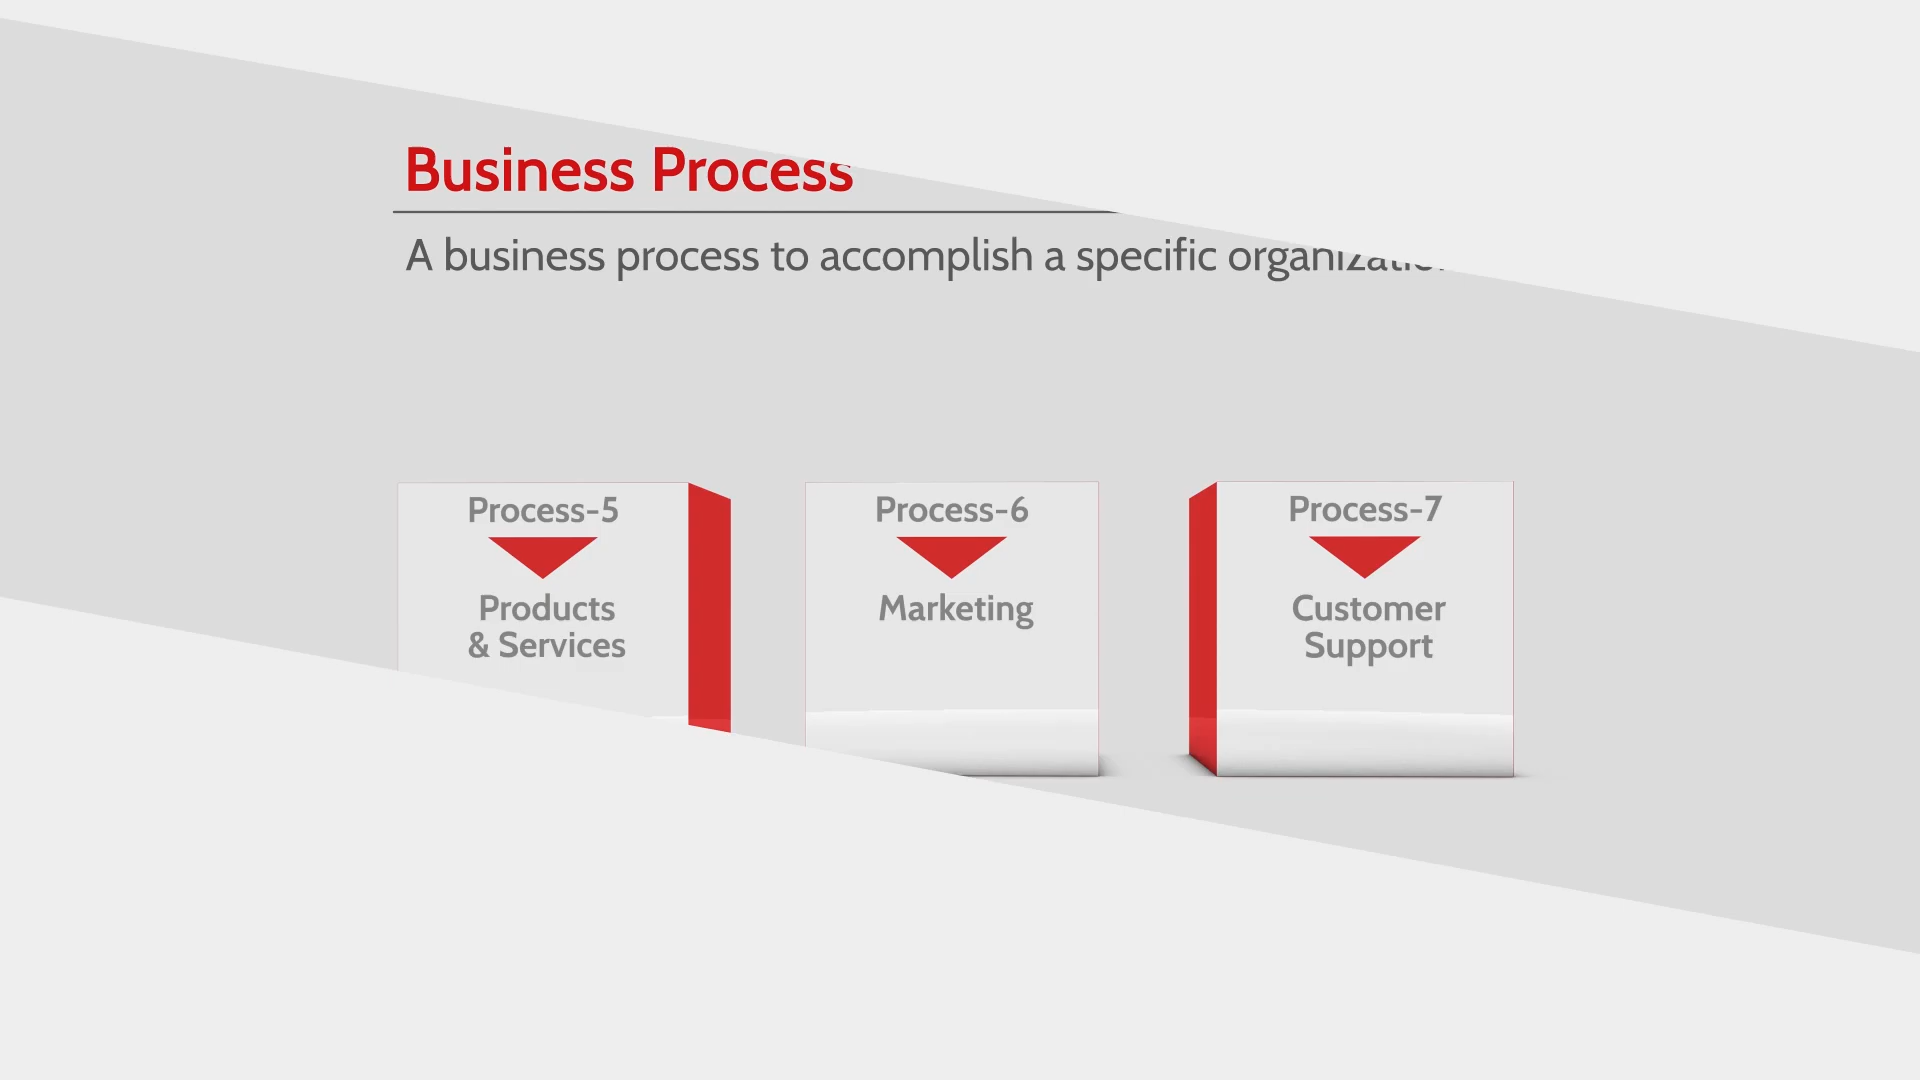 Business Process
A business process to accomplish a specific
Process-5
Process-6
Process-7
Products
& Services
Marketing
Customer
Support